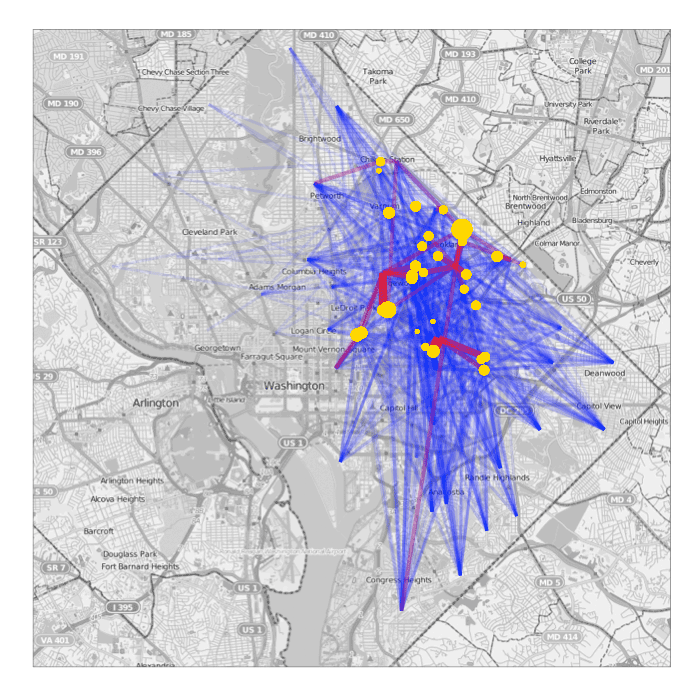 MD 185
MD 410
MD 191
MD 193
College
Park
Chevy Chase Section Three
Takoma
Park
MD 201
MD 190
MD 410
Chevy Chase Village
University Park
MD 650
Riverdale
Park
Brightwood
MD 396
Station
Hyattsville
Edmonston
Petworth
North Brentwood
Brentwood
Bladensburg
Highland
Cleveland Park
SR 123
Colmar Manor
Cheverly
Columbia Heights
Adams Morgan
US 50
LeDroit
Logan Circle
Georgetown
Mount Vernon Square
Farragut Square
Deanwood
S 29
Washington
Arlington
Capitol Hill
Capitol View
Capitol Heights
US 1
Arlington Heights
Randle Highlands
S 50
Alcova Heights
Anacostia
MD 4
Barcroft
Douglass Park
Fort Barnard Heights
SR 7
Congress Heights
MD 5
US 1
I 395
US 1
VA 401
MD 414
Alexandria